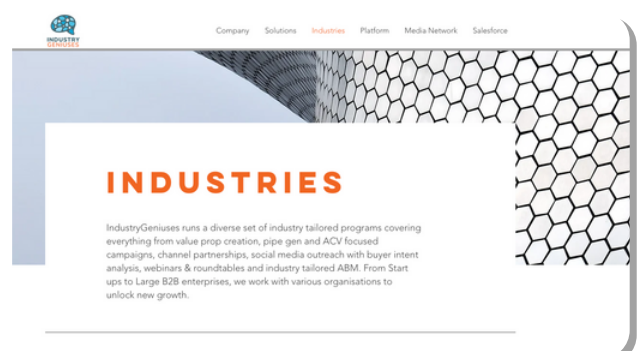 INDUSTRY
GENIUSES
Company Solutions Industries Platform Media Network Salesforce
INDUSTRIES
IndustryGeniuses runs a diverse set of industry tailored programs covering
everything from value prop creation, pipe gen and ACV focused
campaigns, channel partnerships, social media outreach with buyer intent
analysis, webinars & roundtables and industry tailored ABM. From Start
ups to Large B2B enterprises, we work with various organisations to
unlock new growth.